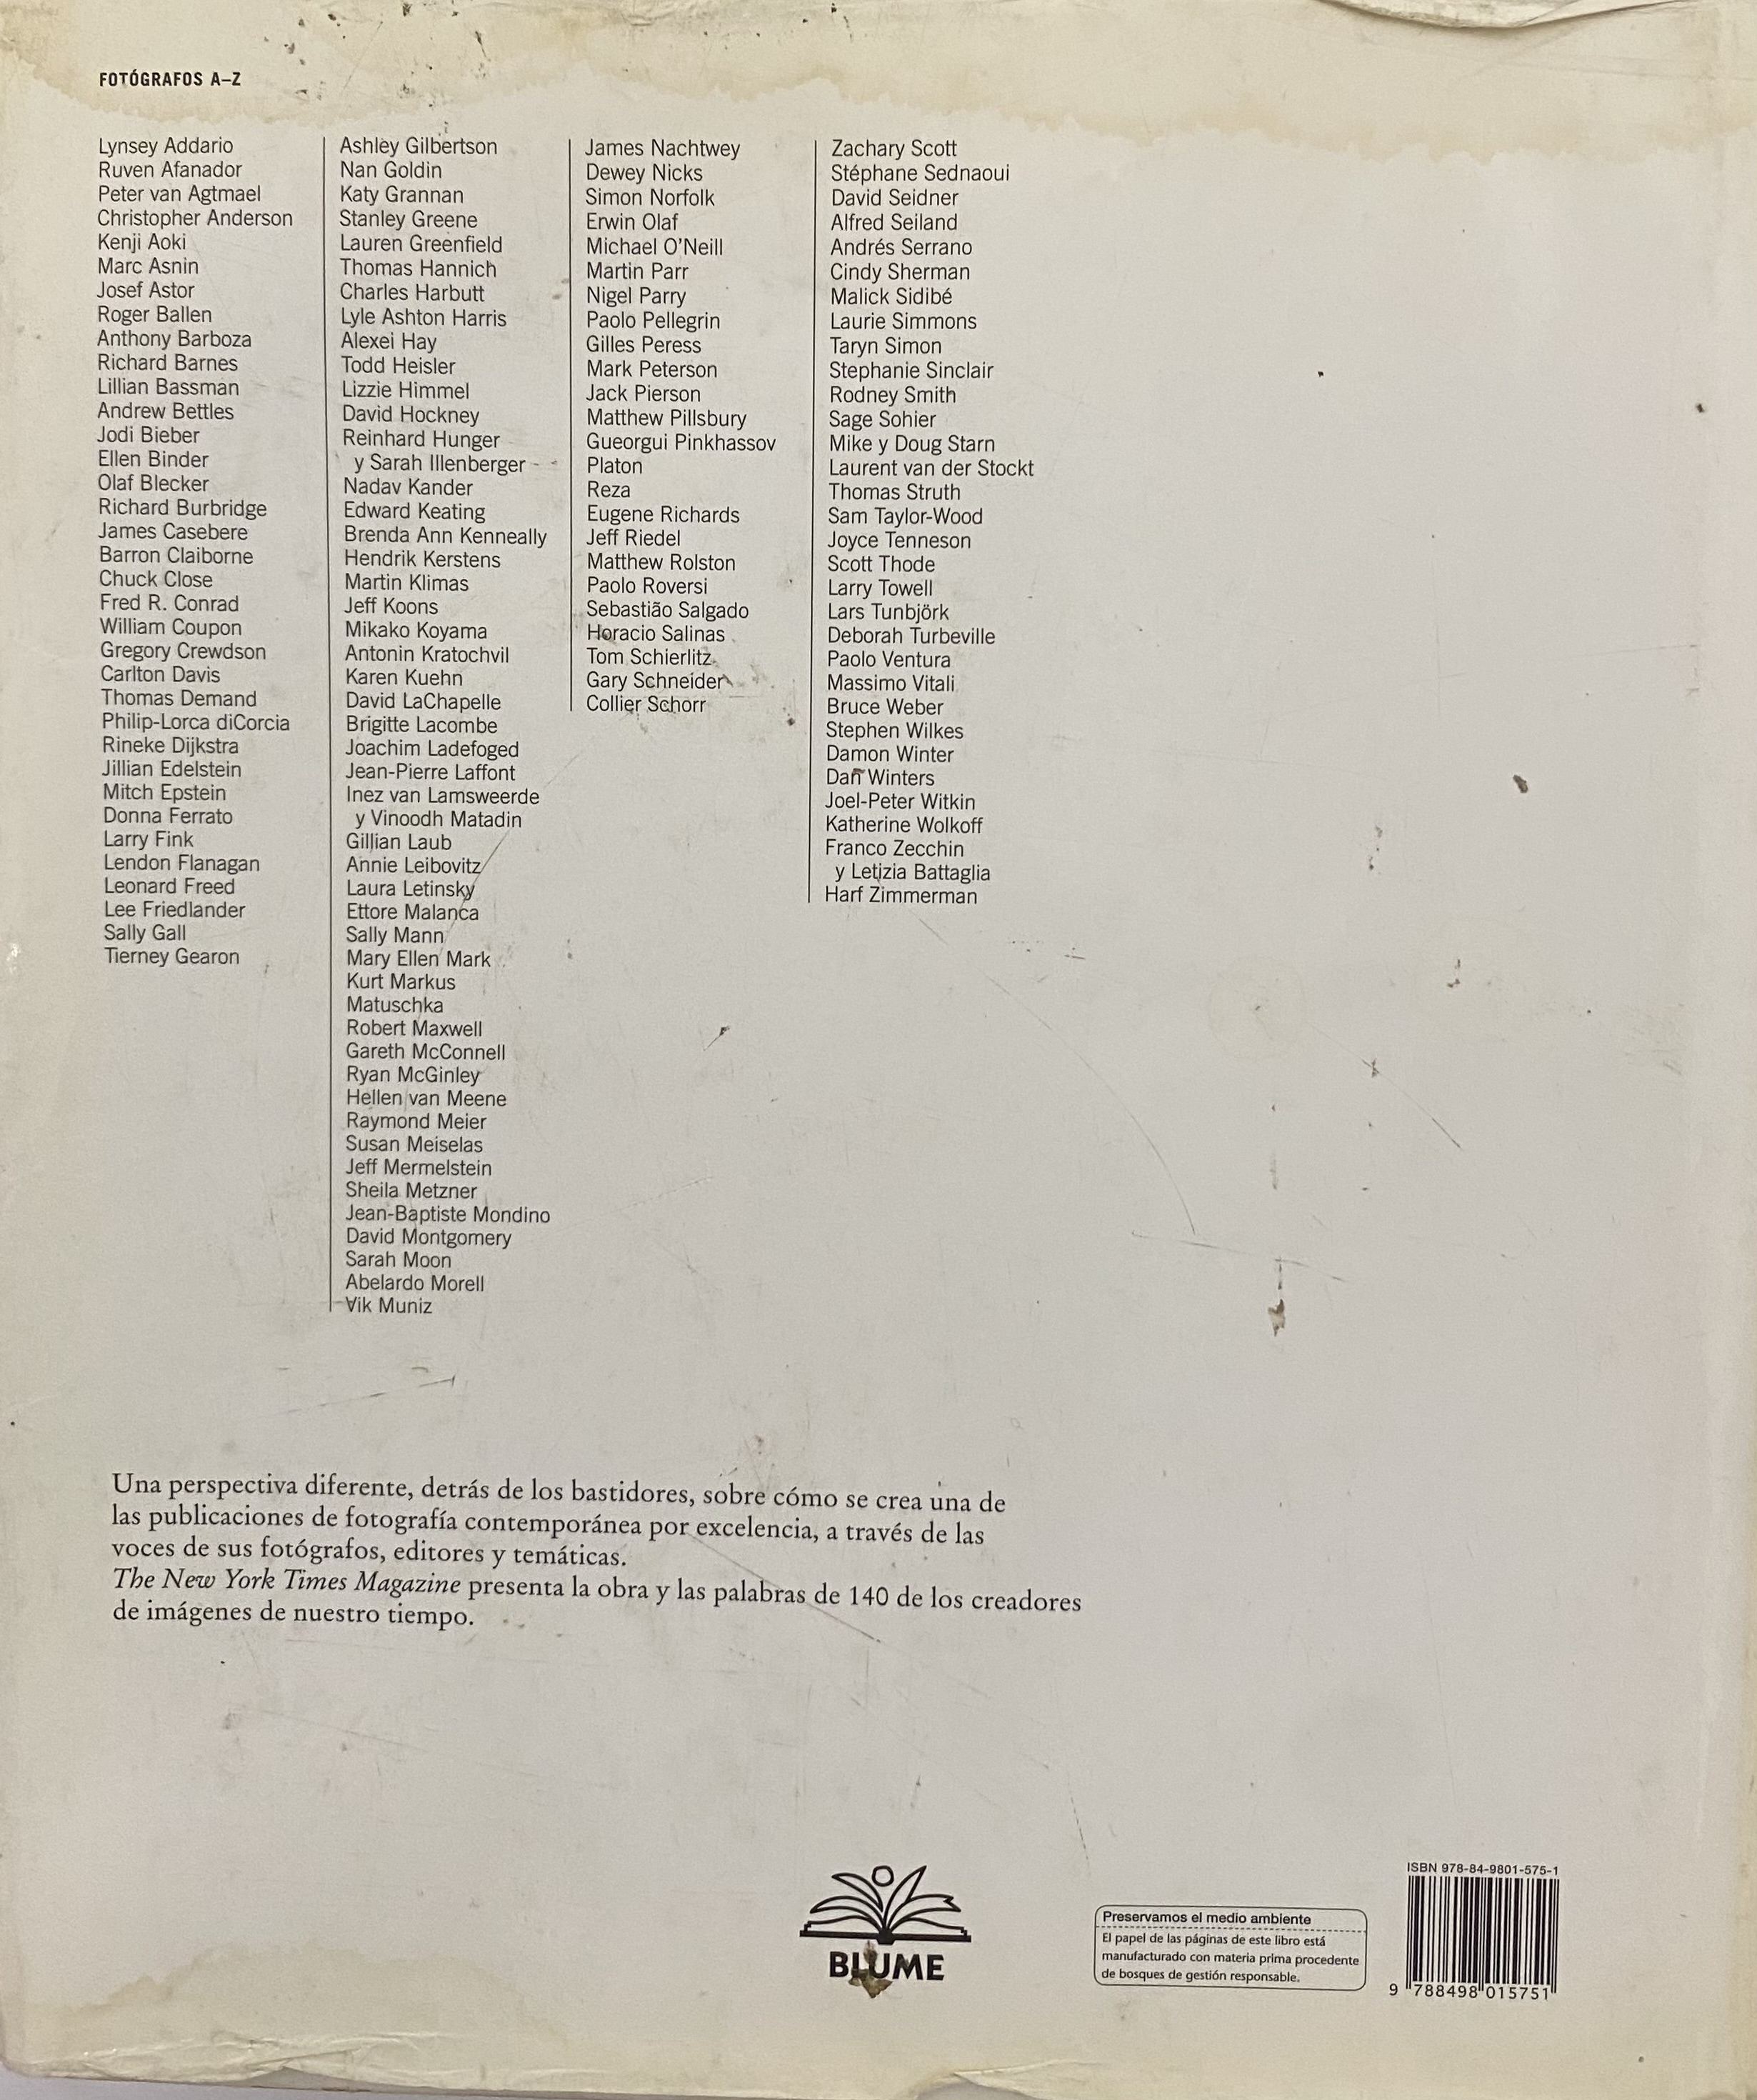 FOTÓGRAFOS A–Z
Lynsey Addario
Ruven Afanador
Peter van Agtmael
Christopher Anderson
Kenji Aoki
Marc Asnin
Josef Astor
Roger Ballen
Anthony Barboza
Richard Barnes
Lillian Bassman
Andrew Bettles
Jodi Bieber
Ellen Binder
Olaf Blecker
Richard Burbridge
James Casebere
Barron Claiborne
Chuck Close
Fred R. Conrad
William Coupon
Gregory Crewdson
Carlton Davis
Thomas Demand
Philip-Lorca diCorcia
Rineke Dijkstra
Jillian Edelstein
Mitch Epstein
Donna Ferrato
Larry Fink
Lendon Flanagan
Leonard Freed
Lee Friedlander
Sally Gall
Tierney Gearon
Ashley Gilbertson
Nan Goldin
Katy Grannan
Stanley Greene
Lauren Greenfield
Thomas Hannich
Charles Harbutt
Lyle Ashton Harris
Alexei Hay
Todd Heisler
Lizzie Himmel
David Hockney
Reinhard Hunger
y Sarah Illenberger
Nadav Kander
Edward Keating
Brenda Ann Kenneally
Hendrik Kerstens
Martin Klimas
Jeff Koons
Mikako Koyama
Antonin Kratochvil
Karen Kuehn
David LaChapelle
Brigitte Lacombe
Joachim Ladefoged
Jean-Pierre Laffont
Inez van Lamsweerde
y Vinoodh Matadin
Gillian Laub
Annie Leibovitz
Laura Letinsky
Ettore Malanca
Sally Mann
Mary Ellen Mark
Kurt Markus
Matuschka
Robert Maxwell
Gareth McConnell
Ryan McGinley
Hellen van Meene
Raymond Meier
Susan Meiselas
Jeff Mermelstein
Sheila Metzner
Jean-Baptiste Mondino
David Montgomery
Sarah Moon
Abelardo Morell
Vik Muniz
James Nachtwey
Dewey Nicks
Simon Norfolk
Erwin Olaf
Michael O'Neill
Martin Parr
Nigel Parry
Paolo Pellegrin
Gilles Peress
Mark Peterson
Jack Pierson
Matthew Pillsbury
Gueorgui Pinkhassov
Platon
Reza
Eugene Richards
Jeff Riedel
Matthew Rolston
Paolo Roversi
Sebastião Salgado
Horacio Salinas
Tom Schierlitz
Gary Schneider
Collier Schorr
Zachary Scott
Stéphane Sednaoui
David Seidner
Alfred Seiland
Andrés Serrano
Cindy Sherman
Malick Sidibé
Laurie Simmons
Taryn Simon
Stephanie Sinclair
Rodney Smith
Sage Sohier
Mike y Doug Starn
Laurent van der Stockt
Thomas Struth
Sam Taylor-Wood
Joyce Tenneson
Scott Thode
Larry Towell
Lars Tunbjörk
Deborah Turbeville
Paolo Ventura
Massimo Vitali
Bruce Weber
Stephen Wilkes
Damon Winter
Dan Winters
Joel-Peter Witkin
Katherine Wolkoff
Franco Zecchin
y Letizia Battaglia
Harf Zimmerman
Una perspectiva diferente, detrás de los bastidores, sobre cómo se crea una de
las publicaciones de fotografía contemporánea por excelencia, a través de las
voces de sus fotógrafos, editores y temáticas.
The New York Times Magazine presenta la obra y las palabras de 140 de los creadores
de imágenes de nuestro tiempo.
BLUME
Preservamos el medio ambiente
El papel de las páginas de este libro está
manufacturado con materia prima procedente
de bosques de gestión responsable.
ISBN 978-84-9801-575-1
9 788498 015751